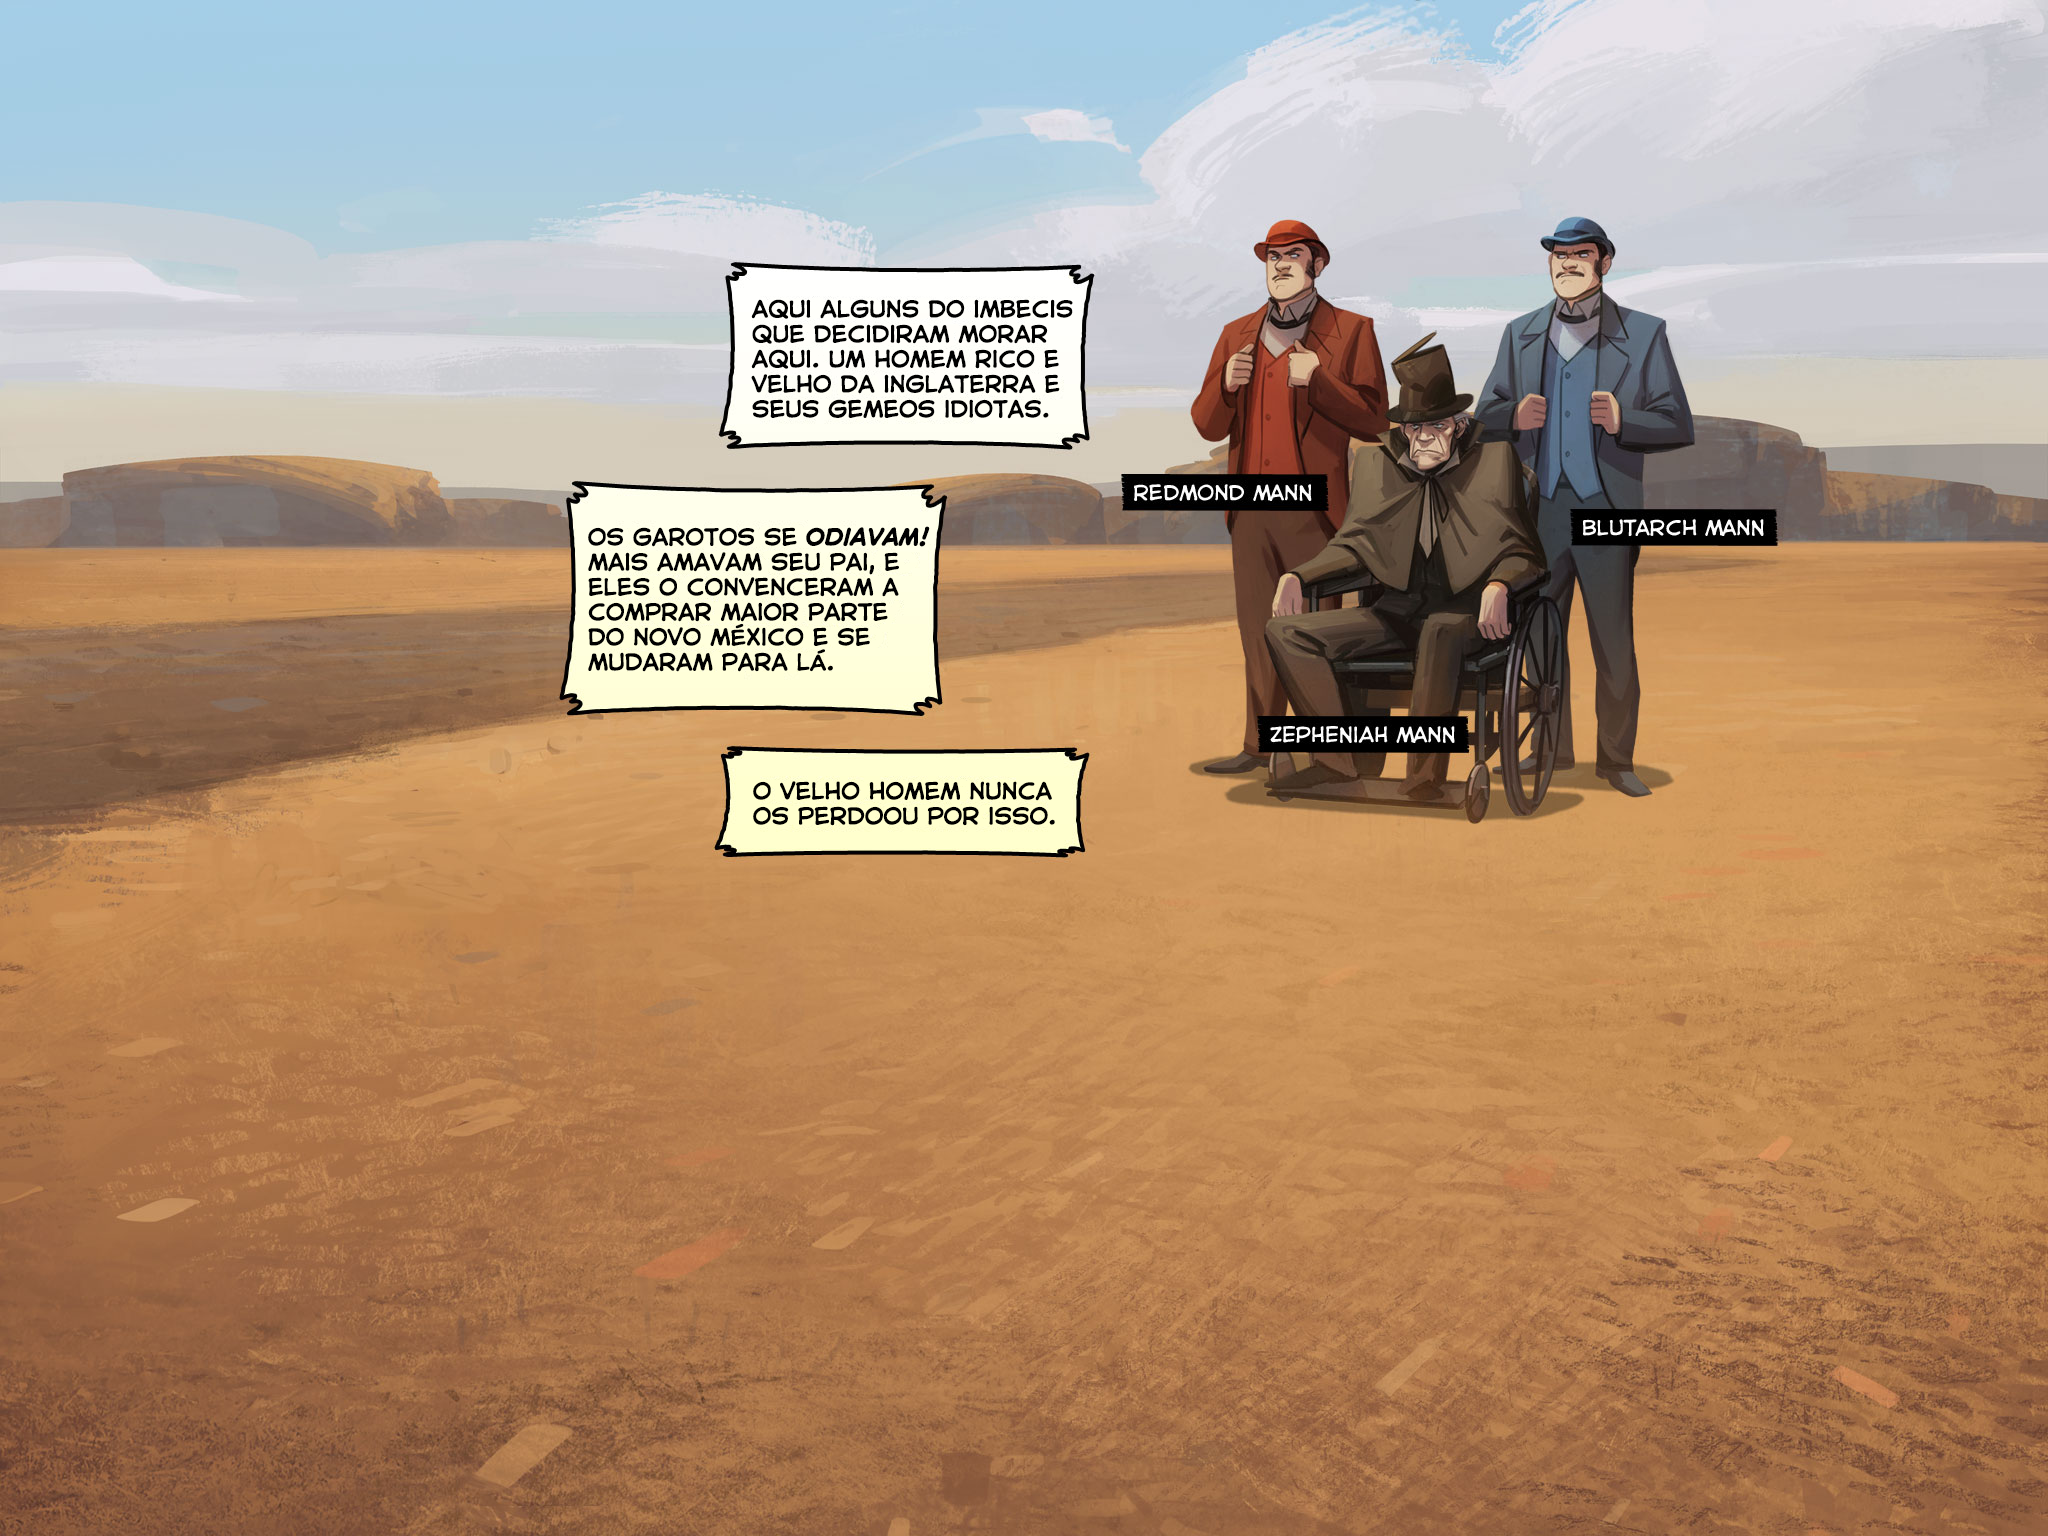 AQUI ALGUNS DO IMBECIS
QUE DECIDIRAM MORAR
AQUI. UM HOMEM RICO E
VELHO DA INGLATERRA E
SEUS GEMEOS IDIOTAS.
OS GAROTOS SE ODIAVAM!
MAIS AMAVAM SEU PAI, E
ELES O CONVENCERAM A
COMPRAR MAIOR PARTE
DO NOVO MÉXICO E SE
MUDARAM PARA LÁ.
O VELHO HOMEM NUNCA
OS PERDOOU POR ISSO.
REDMOND MANN
BLUTARCH MANN
ZEPHENIAH MANN